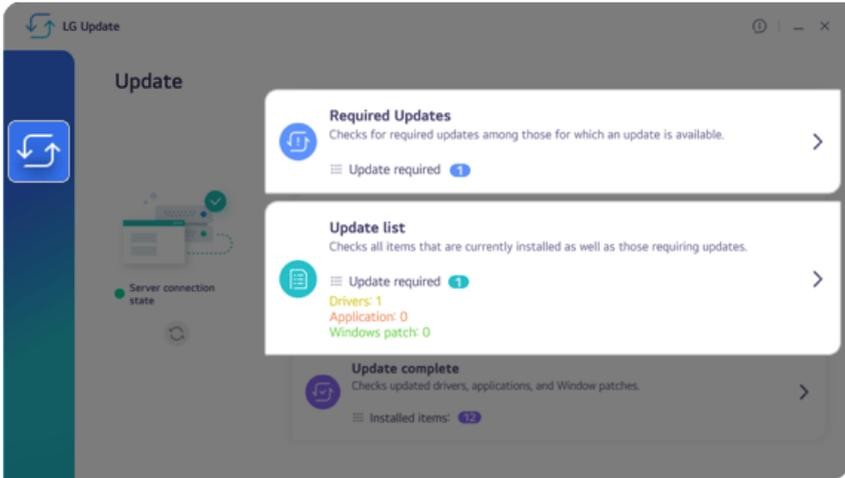 LG Update
Update
Required Updates
Checks for required updates among those for which an update is available.
Update required 1
Update list
Checks all items that are currently installed as well as those requiring updates.
Update required 1
Drivers: 1
Application: 0
Windows patch: 0
Server connection
state
Update complete
Checks updated drivers, applications, and Window patches.
Installed items: 12